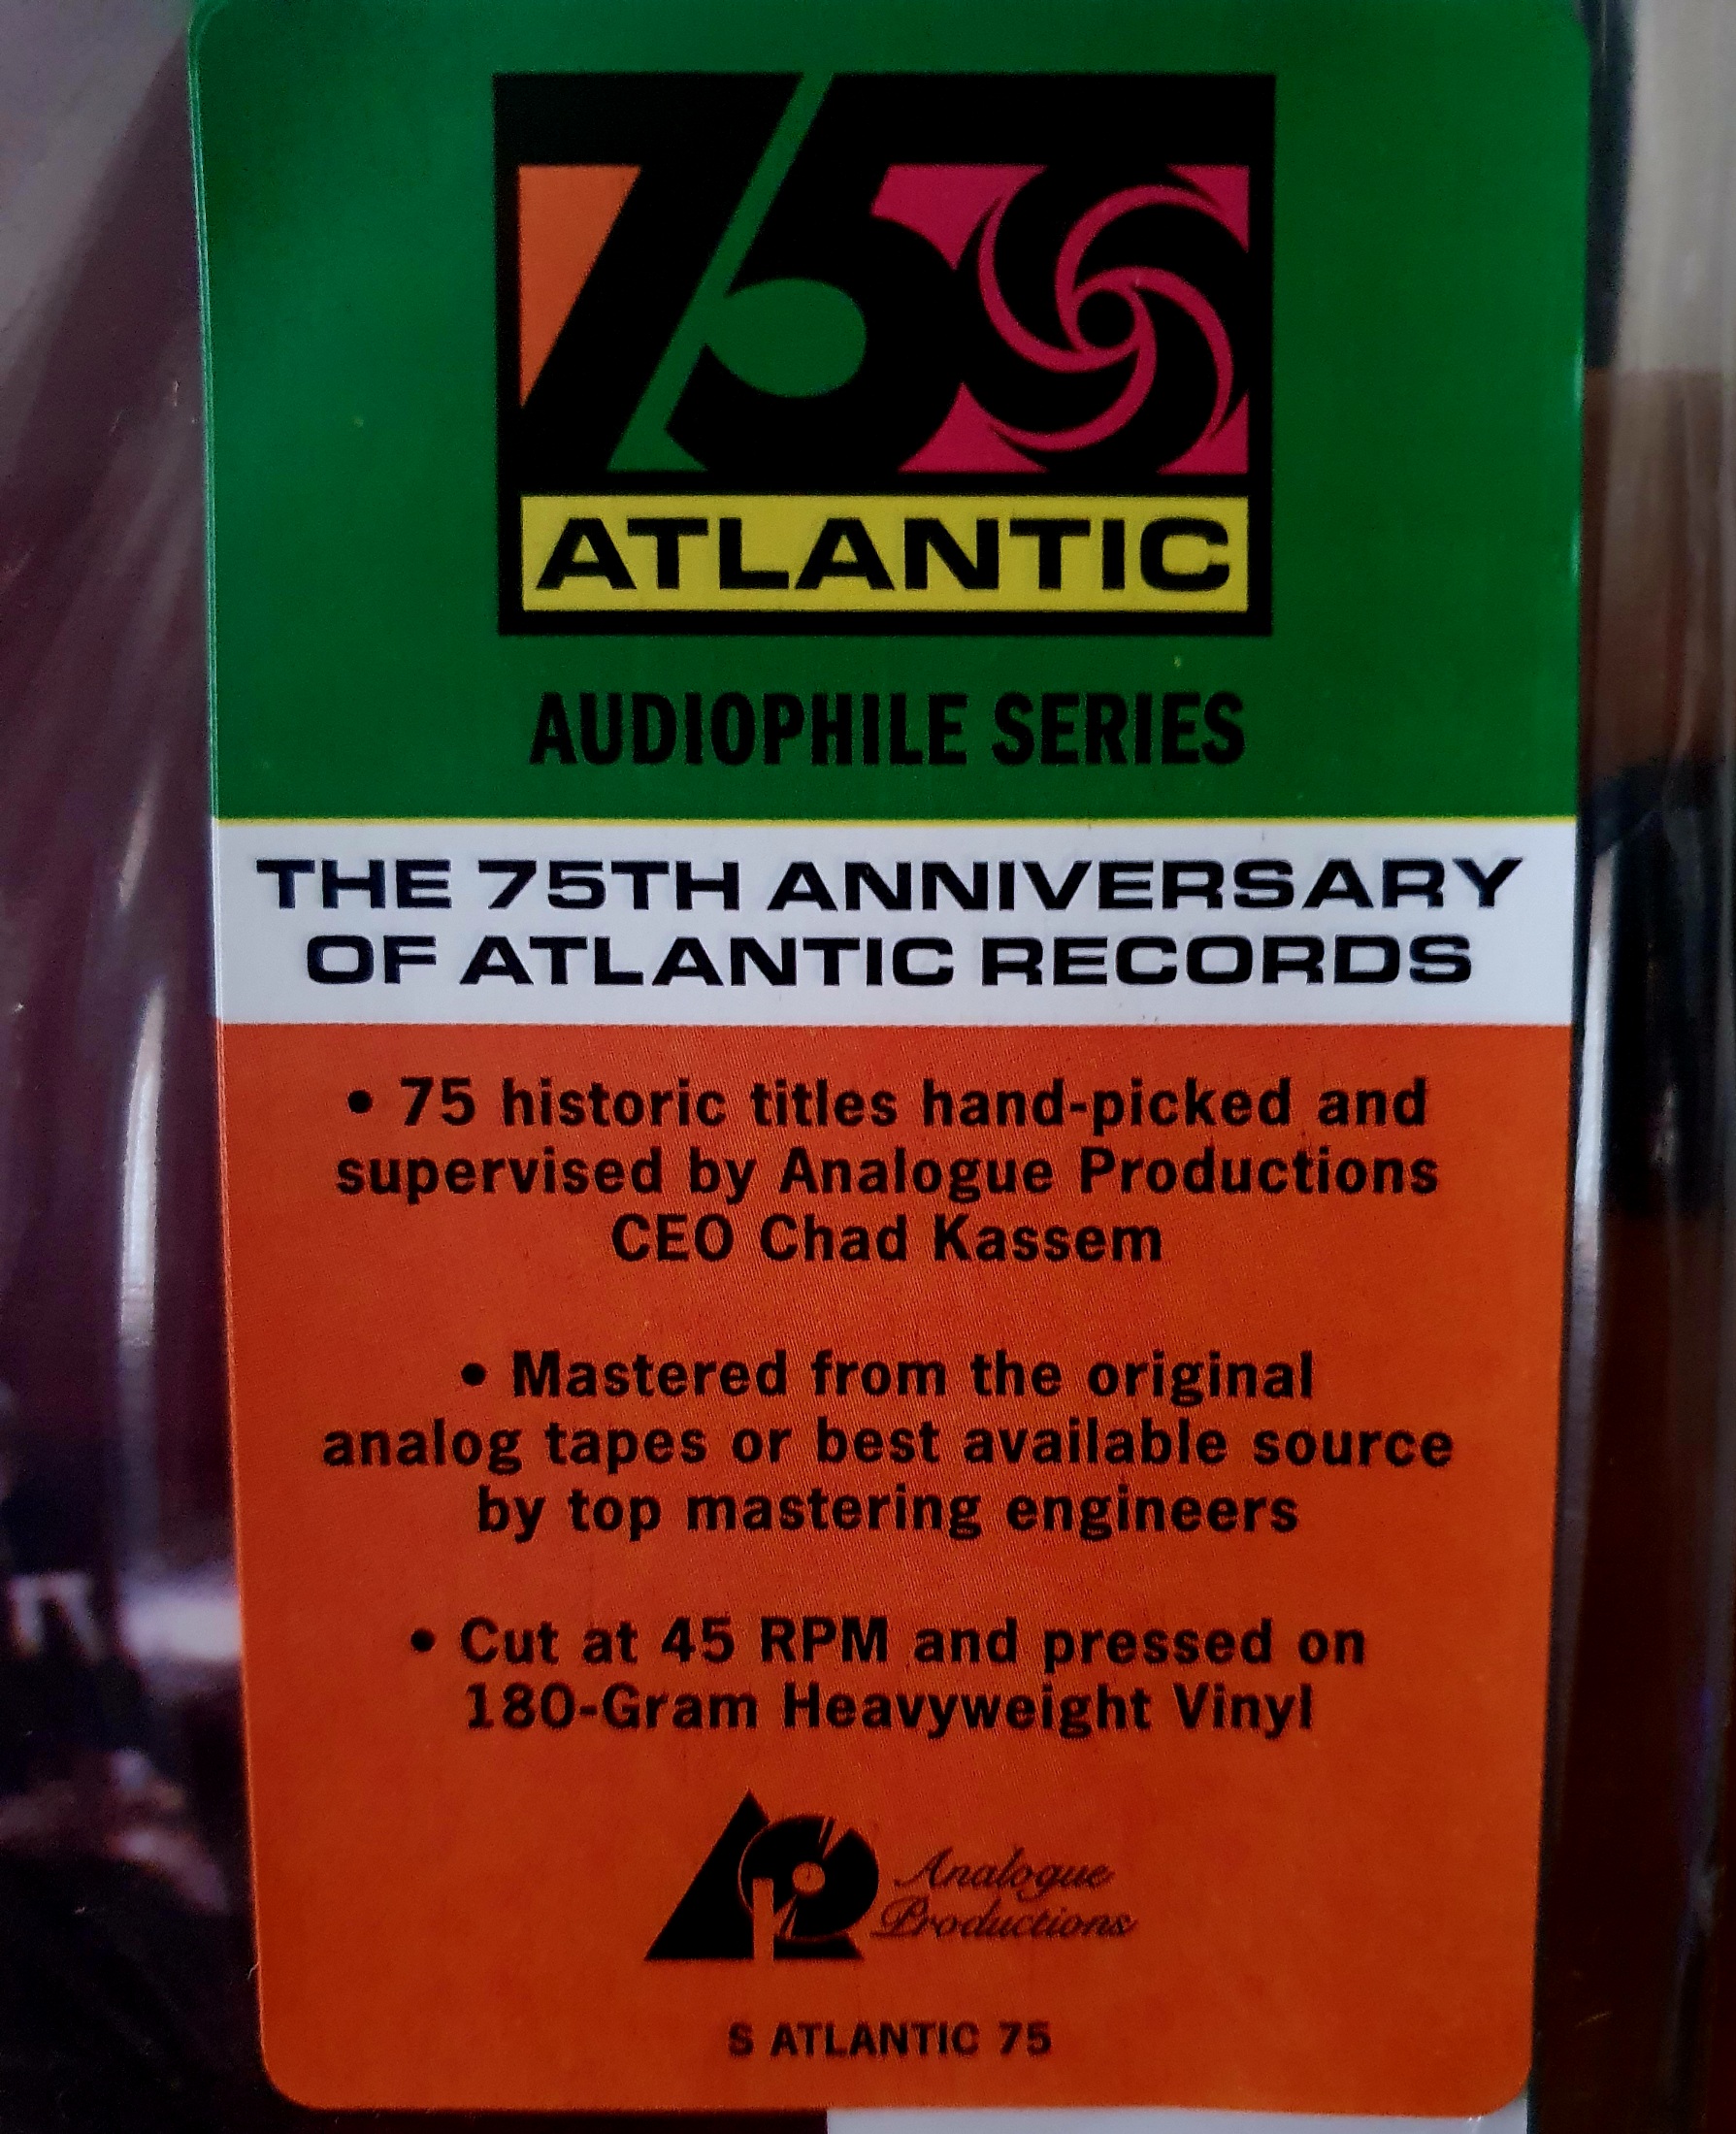 75
ATLANTIC
AUDIOPHILE SERIES
THE 75TH ANNIVERSARY
OF ATLANTIC RECORDS
• 75 historic titles hand-picked and
supervised by Analogue Productions
CEO Chad Kassem
• Mastered from the original
analog tapes or best available source
by top mastering engineers
• Cut at 45 RPM and pressed on
180-Gram Heavyweight Vinyl
AP Analogue
Productions
S ATLANTIC 75